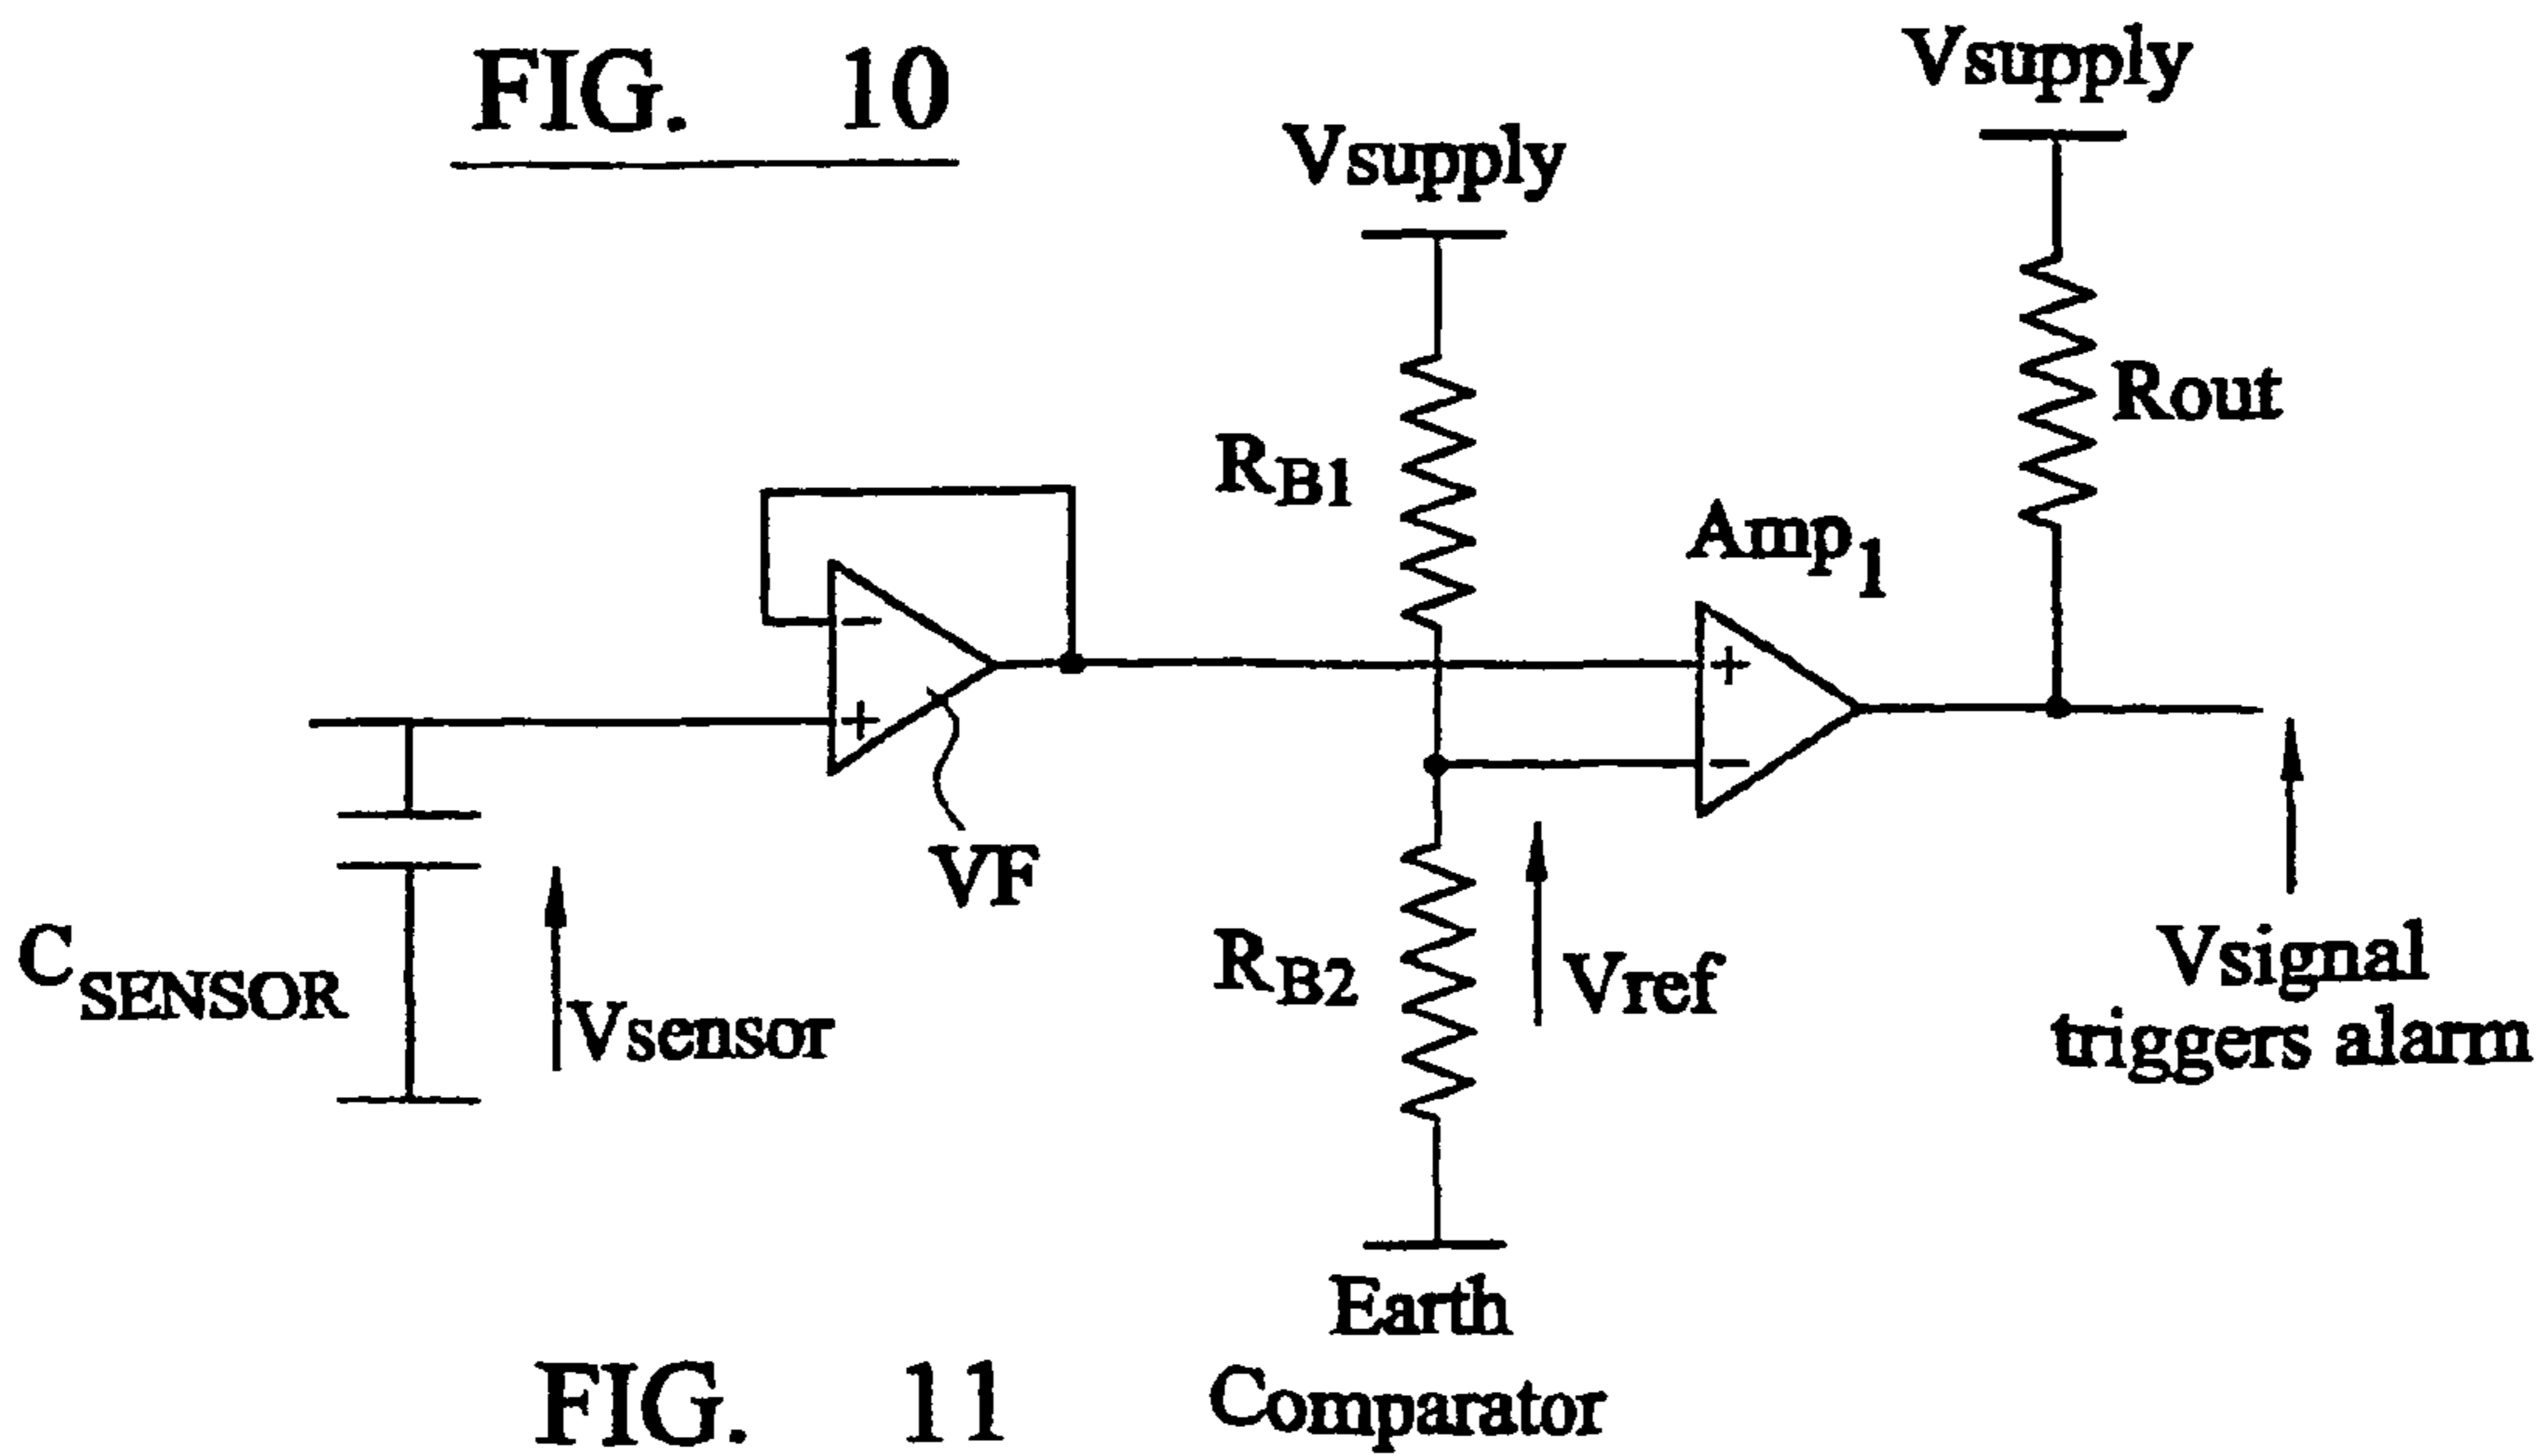 FIG. 10
Vsupply
Vsupply
RB1
Rout
Amp1
−
+
+
−
VF
CSENSOR
Vsensor
RB2
Vref
Vsignal
triggers alarm
Earth
Comparator
FIG. 11